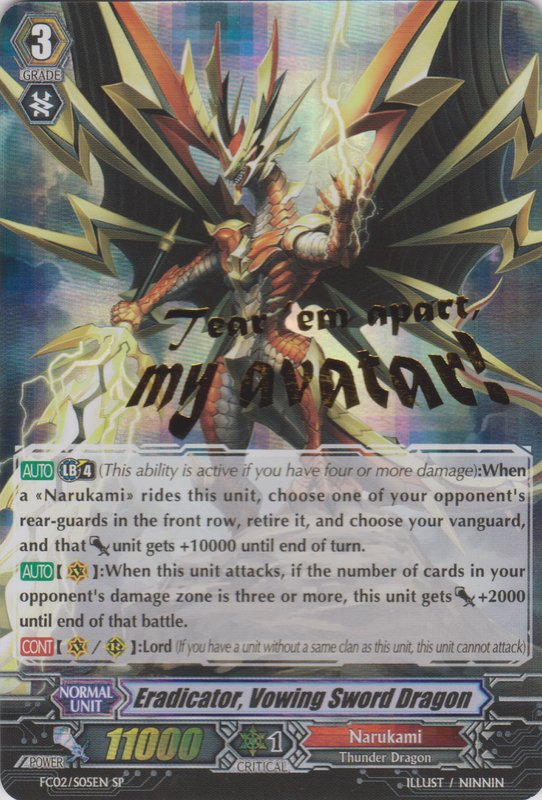 3
GRADE
Tear 'em apart,
my avatar!
AUTO LB 4 (This ability is active if you have four or more damage):When
a «Narukami» rides this unit, choose one of your opponent's
rear-guards in the front row, retire it, and choose your vanguard,
and that unit gets +10000 until end of turn.
AUTO【 】:When this unit attacks, if the number of cards in your
opponent's damage zone is three or more, this unit gets +2000
until end of that battle.
CONT【 / 】:Lord (If you have a unit without a same clan as this unit, this unit cannot attack)
NORMAL
UNIT
Eradicator, Vowing Sword Dragon
POWER
11000
1
CRITICAL
Narukami
Thunder Dragon
FC02/S05EN SP
ILLUST / NINNIN